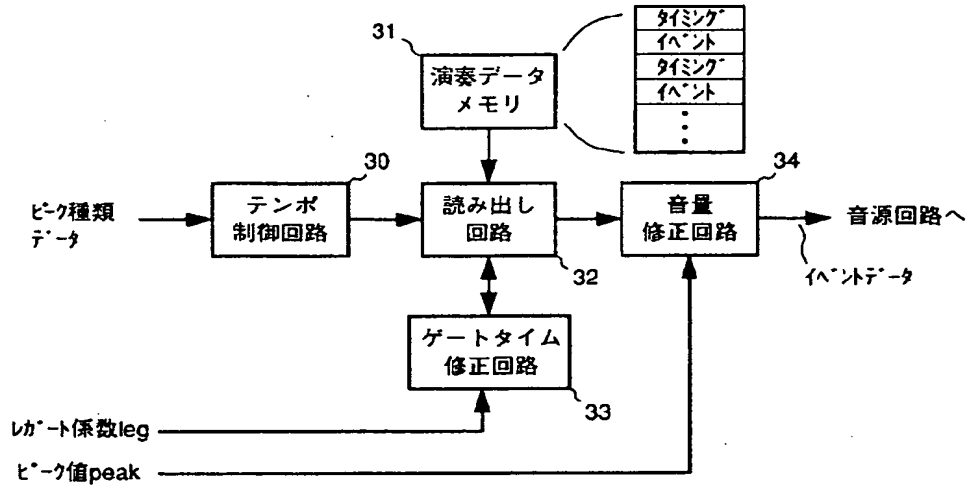 31
演奏データ
メモリ
タイミング
イベント
タイミング
イベント
30
34
ピーク種類
データ
テンポ
制御回路
読み出し
回路
音量
修正回路
音源回路へ
32
イベントデータ
ゲートタイム
修正回路
33
レガート係数leg
ピーク値peak